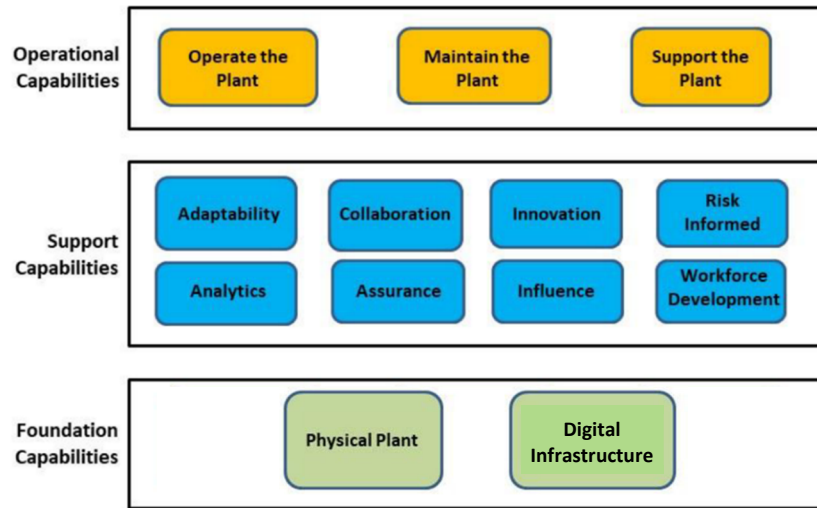 Operational
Capabilities
Operate the
Plant
Maintain the
Plant
Support the
Plant
Support
Capabilities
Adaptability
Collaboration
Innovation
Risk
Informed
Analytics
Assurance
Influence
Workforce
Development
Foundation
Capabilities
Physical Plant
Digital
Infrastructure